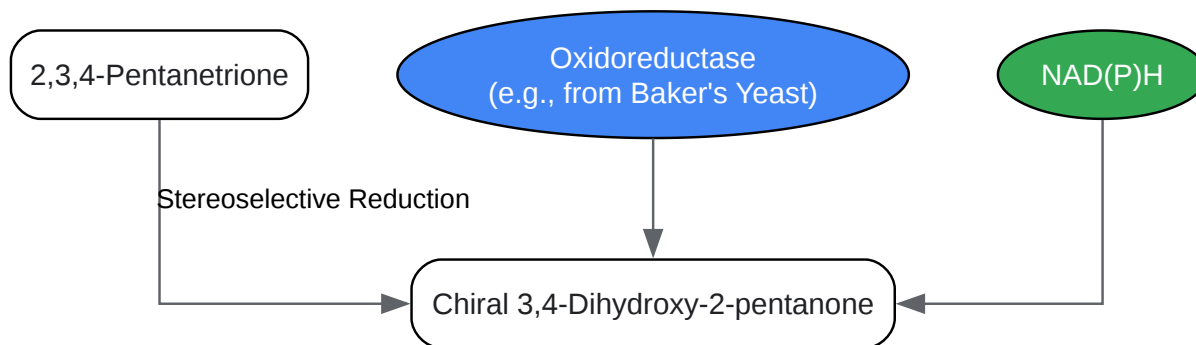 2,3,4-Pentanetrione
Oxidoreductase
(e.g., from Baker's Yeast)
NAD(P)H
Stereoselective Reduction
Chiral 3,4-Dihydroxy-2-pentanone